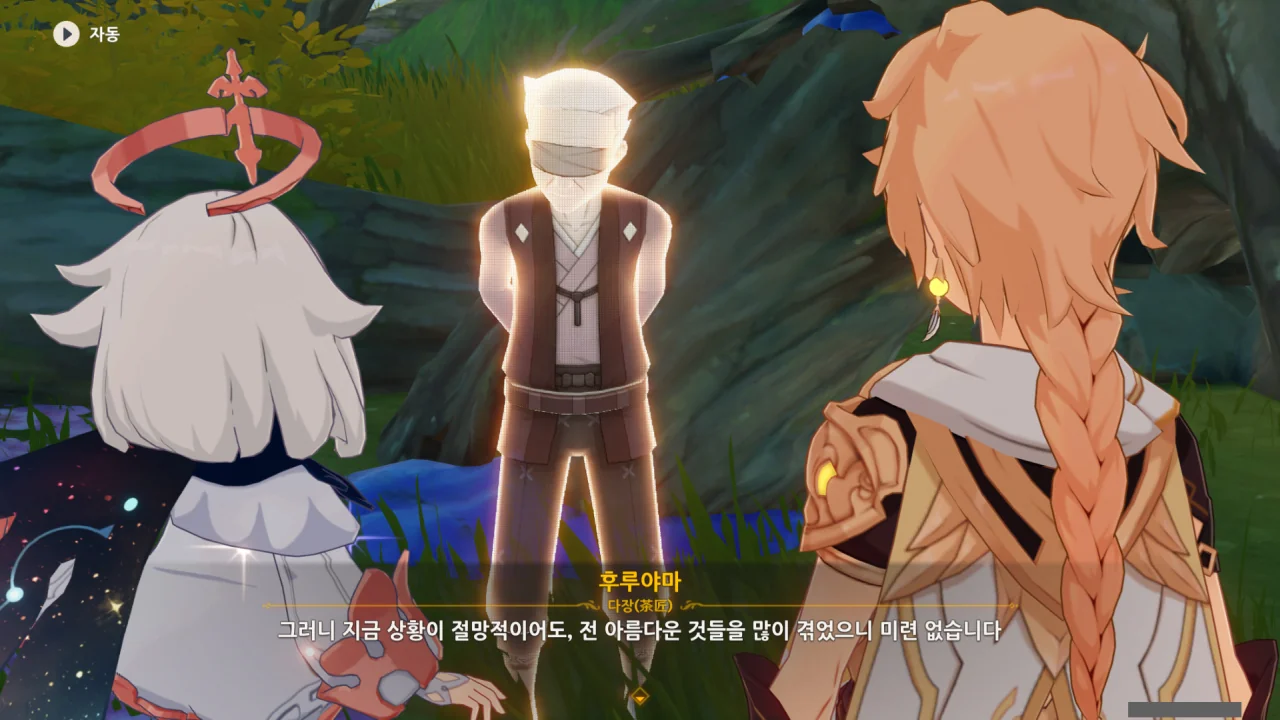 자동
후루야마
다장(茶匠)
그러니 지금 상황이 절망적이어도, 전 아름다운 것들을 많이 겪었으니 미련 없습니다